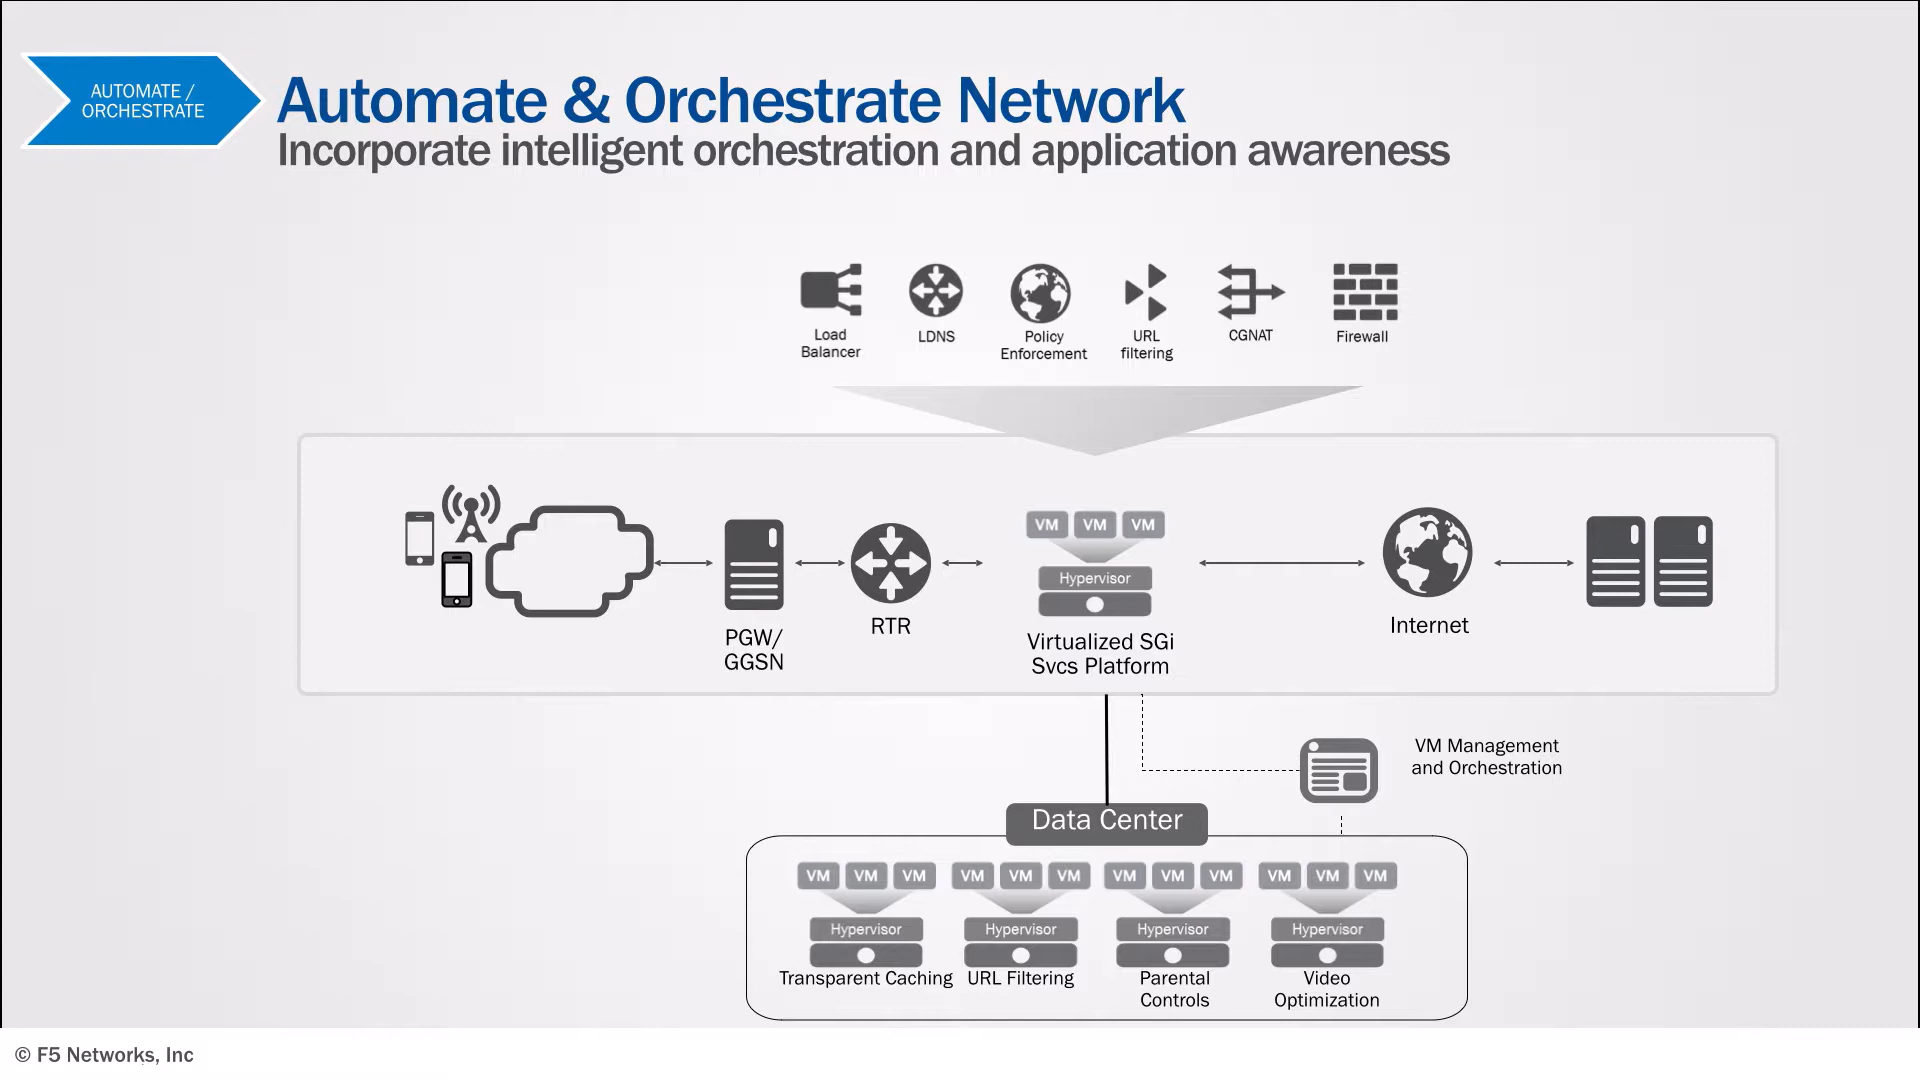 AUTOMATE /
ORCHESTRATE
Automate & Orchestrate Network
Incorporate intelligent orchestration and application awareness
Load
Balancer
LDNS
Policy
Enforcement
URL
filtering
CGNAT
Firewall
VM VM VM
Hypervisor
PGW/
GGSN
RTR
Virtualized SGi
Svcs Platform
Internet
VM Management
and Orchestration
Data Center
VM VM VM VM VM VM VM VM VM VM VM VM
Hypervisor Hypervisor Hypervisor Hypervisor
Transparent Caching
URL Filtering
Parental
Controls
Video
Optimization
© F5 Networks, Inc